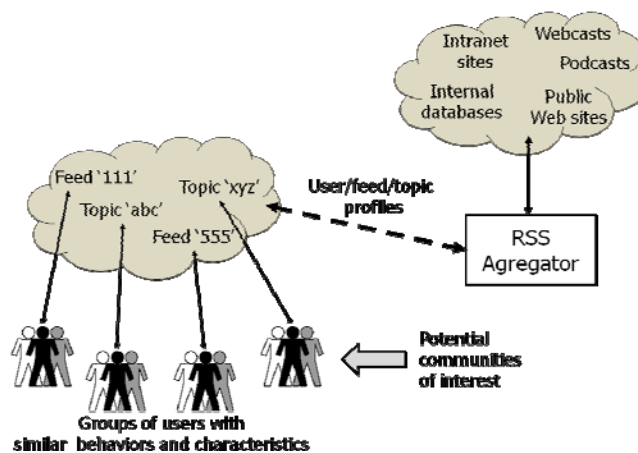 Intranet
sites
Webcasts
Podcasts
Internal
databases
Public
Web sites
Feed '111'
Topic 'xyz'
Topic 'abc'
Feed '555'
User/feed/topic
profiles
RSS
Agregator
Potential
communities
of interest
Groups of users with
similar behaviors and characteristics